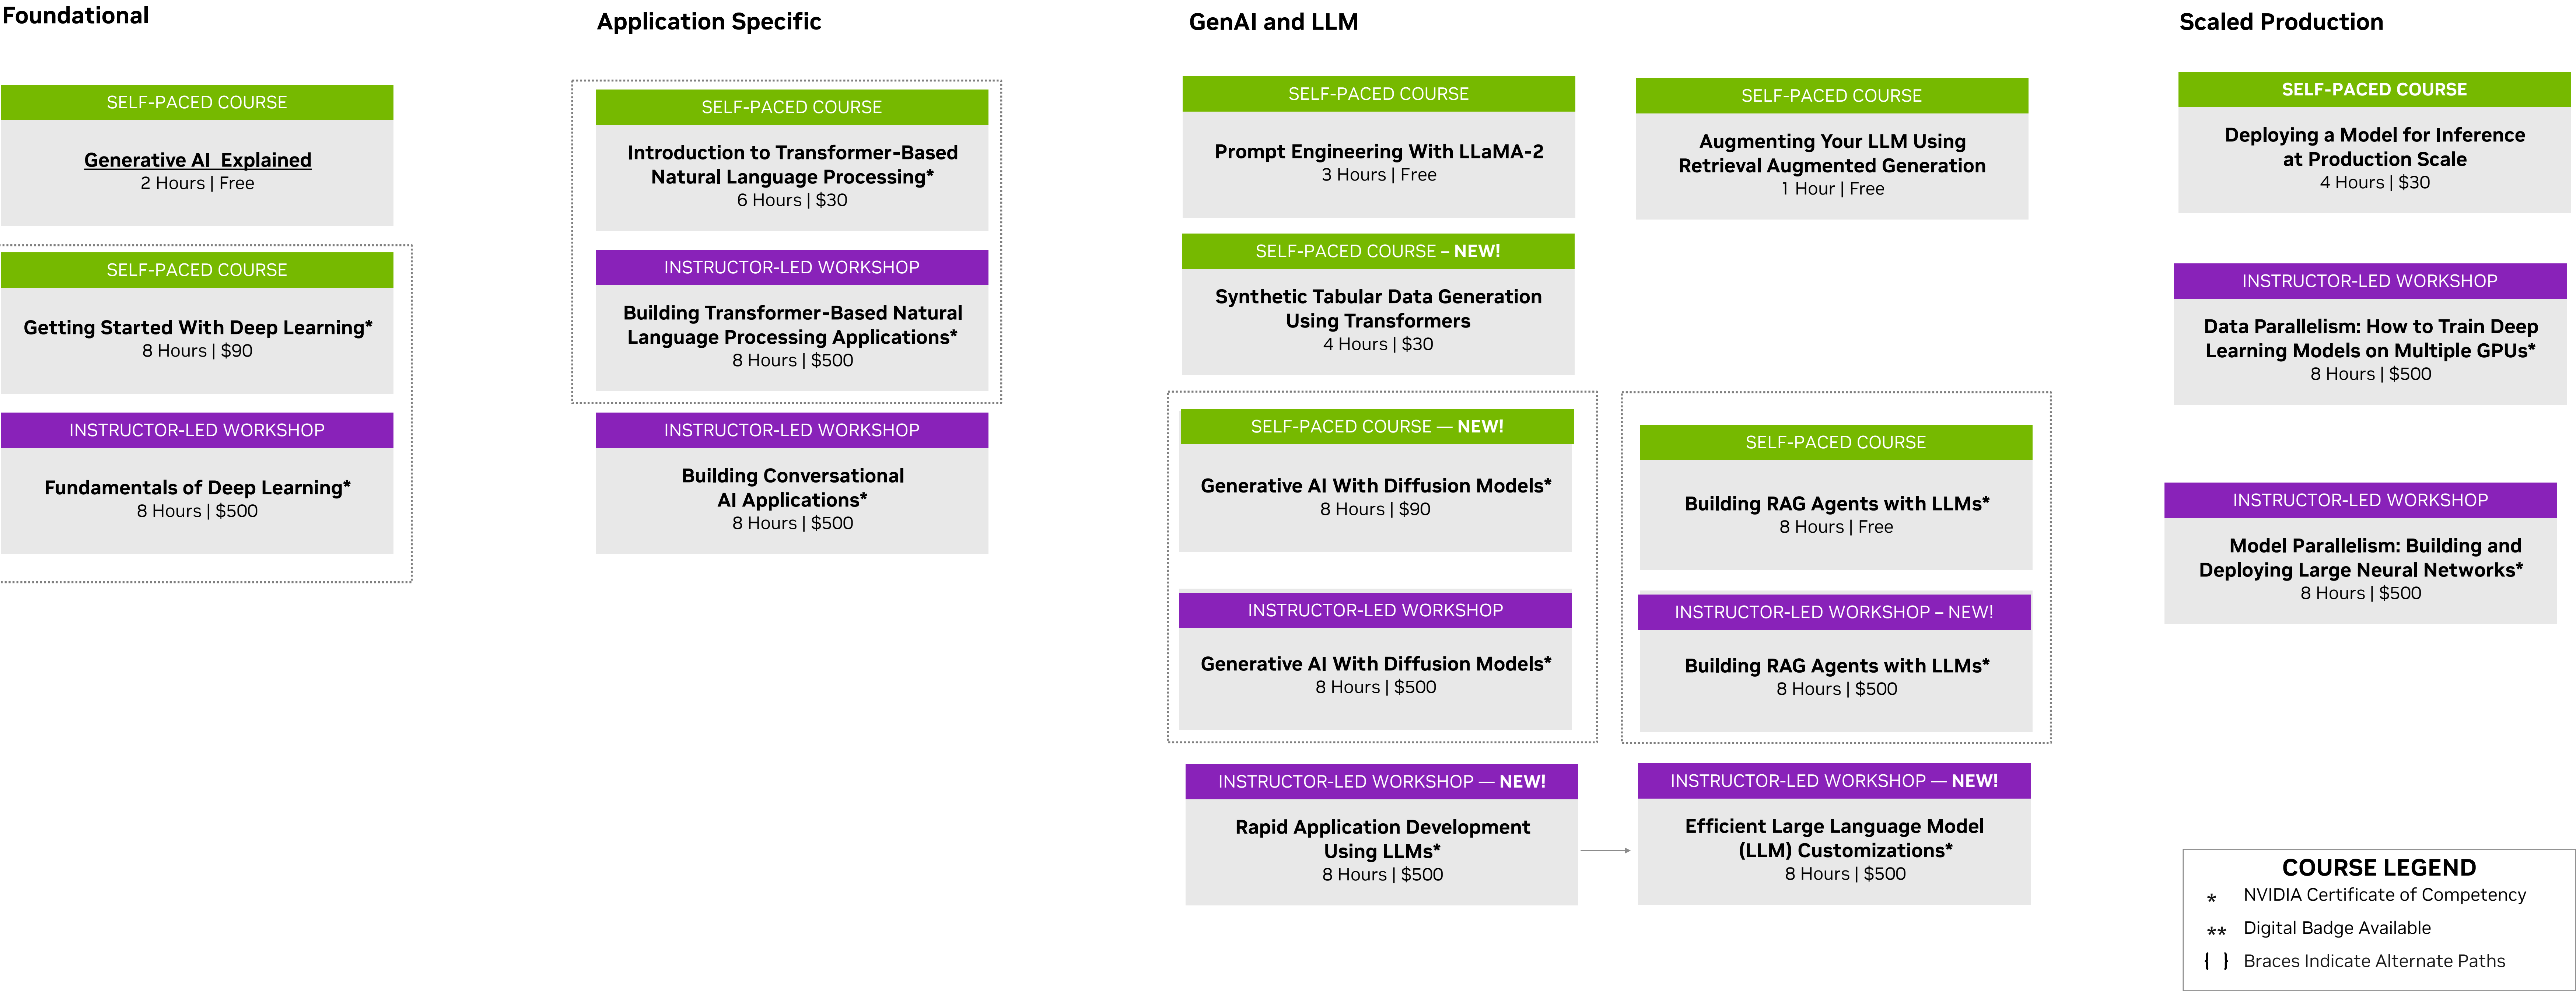 Foundational
SELF-PACED COURSE
Generative AI  Explained
2 Hours | Free
SELF-PACED COURSE
Getting Started With Deep Learning*
8 Hours | $90
INSTRUCTOR-LED WORKSHOP
Fundamentals of Deep Learning*
8 Hours | $500
Application Specific
SELF-PACED COURSE
Introduction to Transformer-Based
Natural Language Processing*
6 Hours | $30
INSTRUCTOR-LED WORKSHOP
Building Transformer-Based Natural
Language Processing Applications*
8 Hours | $500
INSTRUCTOR-LED WORKSHOP
Building Conversational
AI Applications*
8 Hours | $500
GenAI and LLM
SELF-PACED COURSE
Prompt Engineering With LLaMA-2
3 Hours | Free
SELF-PACED COURSE
Augmenting Your LLM Using
Retrieval Augmented Generation
1 Hour | Free
SELF-PACED COURSE – NEW!
Synthetic Tabular Data Generation
Using Transformers
4 Hours | $30
SELF-PACED COURSE — NEW!
Generative AI With Diffusion Models*
8 Hours | $90
INSTRUCTOR-LED WORKSHOP
Generative AI With Diffusion Models*
8 Hours | $500
SELF-PACED COURSE
Building RAG Agents with LLMs*
8 Hours | Free
INSTRUCTOR-LED WORKSHOP – NEW!
Building RAG Agents with LLMs*
8 Hours | $500
INSTRUCTOR-LED WORKSHOP — NEW!
Rapid Application Development
Using LLMs*
8 Hours | $500
INSTRUCTOR-LED WORKSHOP — NEW!
Efficient Large Language Model
(LLM) Customizations*
8 Hours | $500
Scaled Production
SELF-PACED COURSE
Deploying a Model for Inference
at Production Scale
4 Hours | $30
INSTRUCTOR-LED WORKSHOP
Data Parallelism: How to Train Deep
Learning Models on Multiple GPUs*
8 Hours | $500
INSTRUCTOR-LED WORKSHOP
Model Parallelism: Building and
Deploying Large Neural Networks*
8 Hours | $500
COURSE LEGEND
* NVIDIA Certificate of Competency
** Digital Badge Available
{ } Braces Indicate Alternate Paths